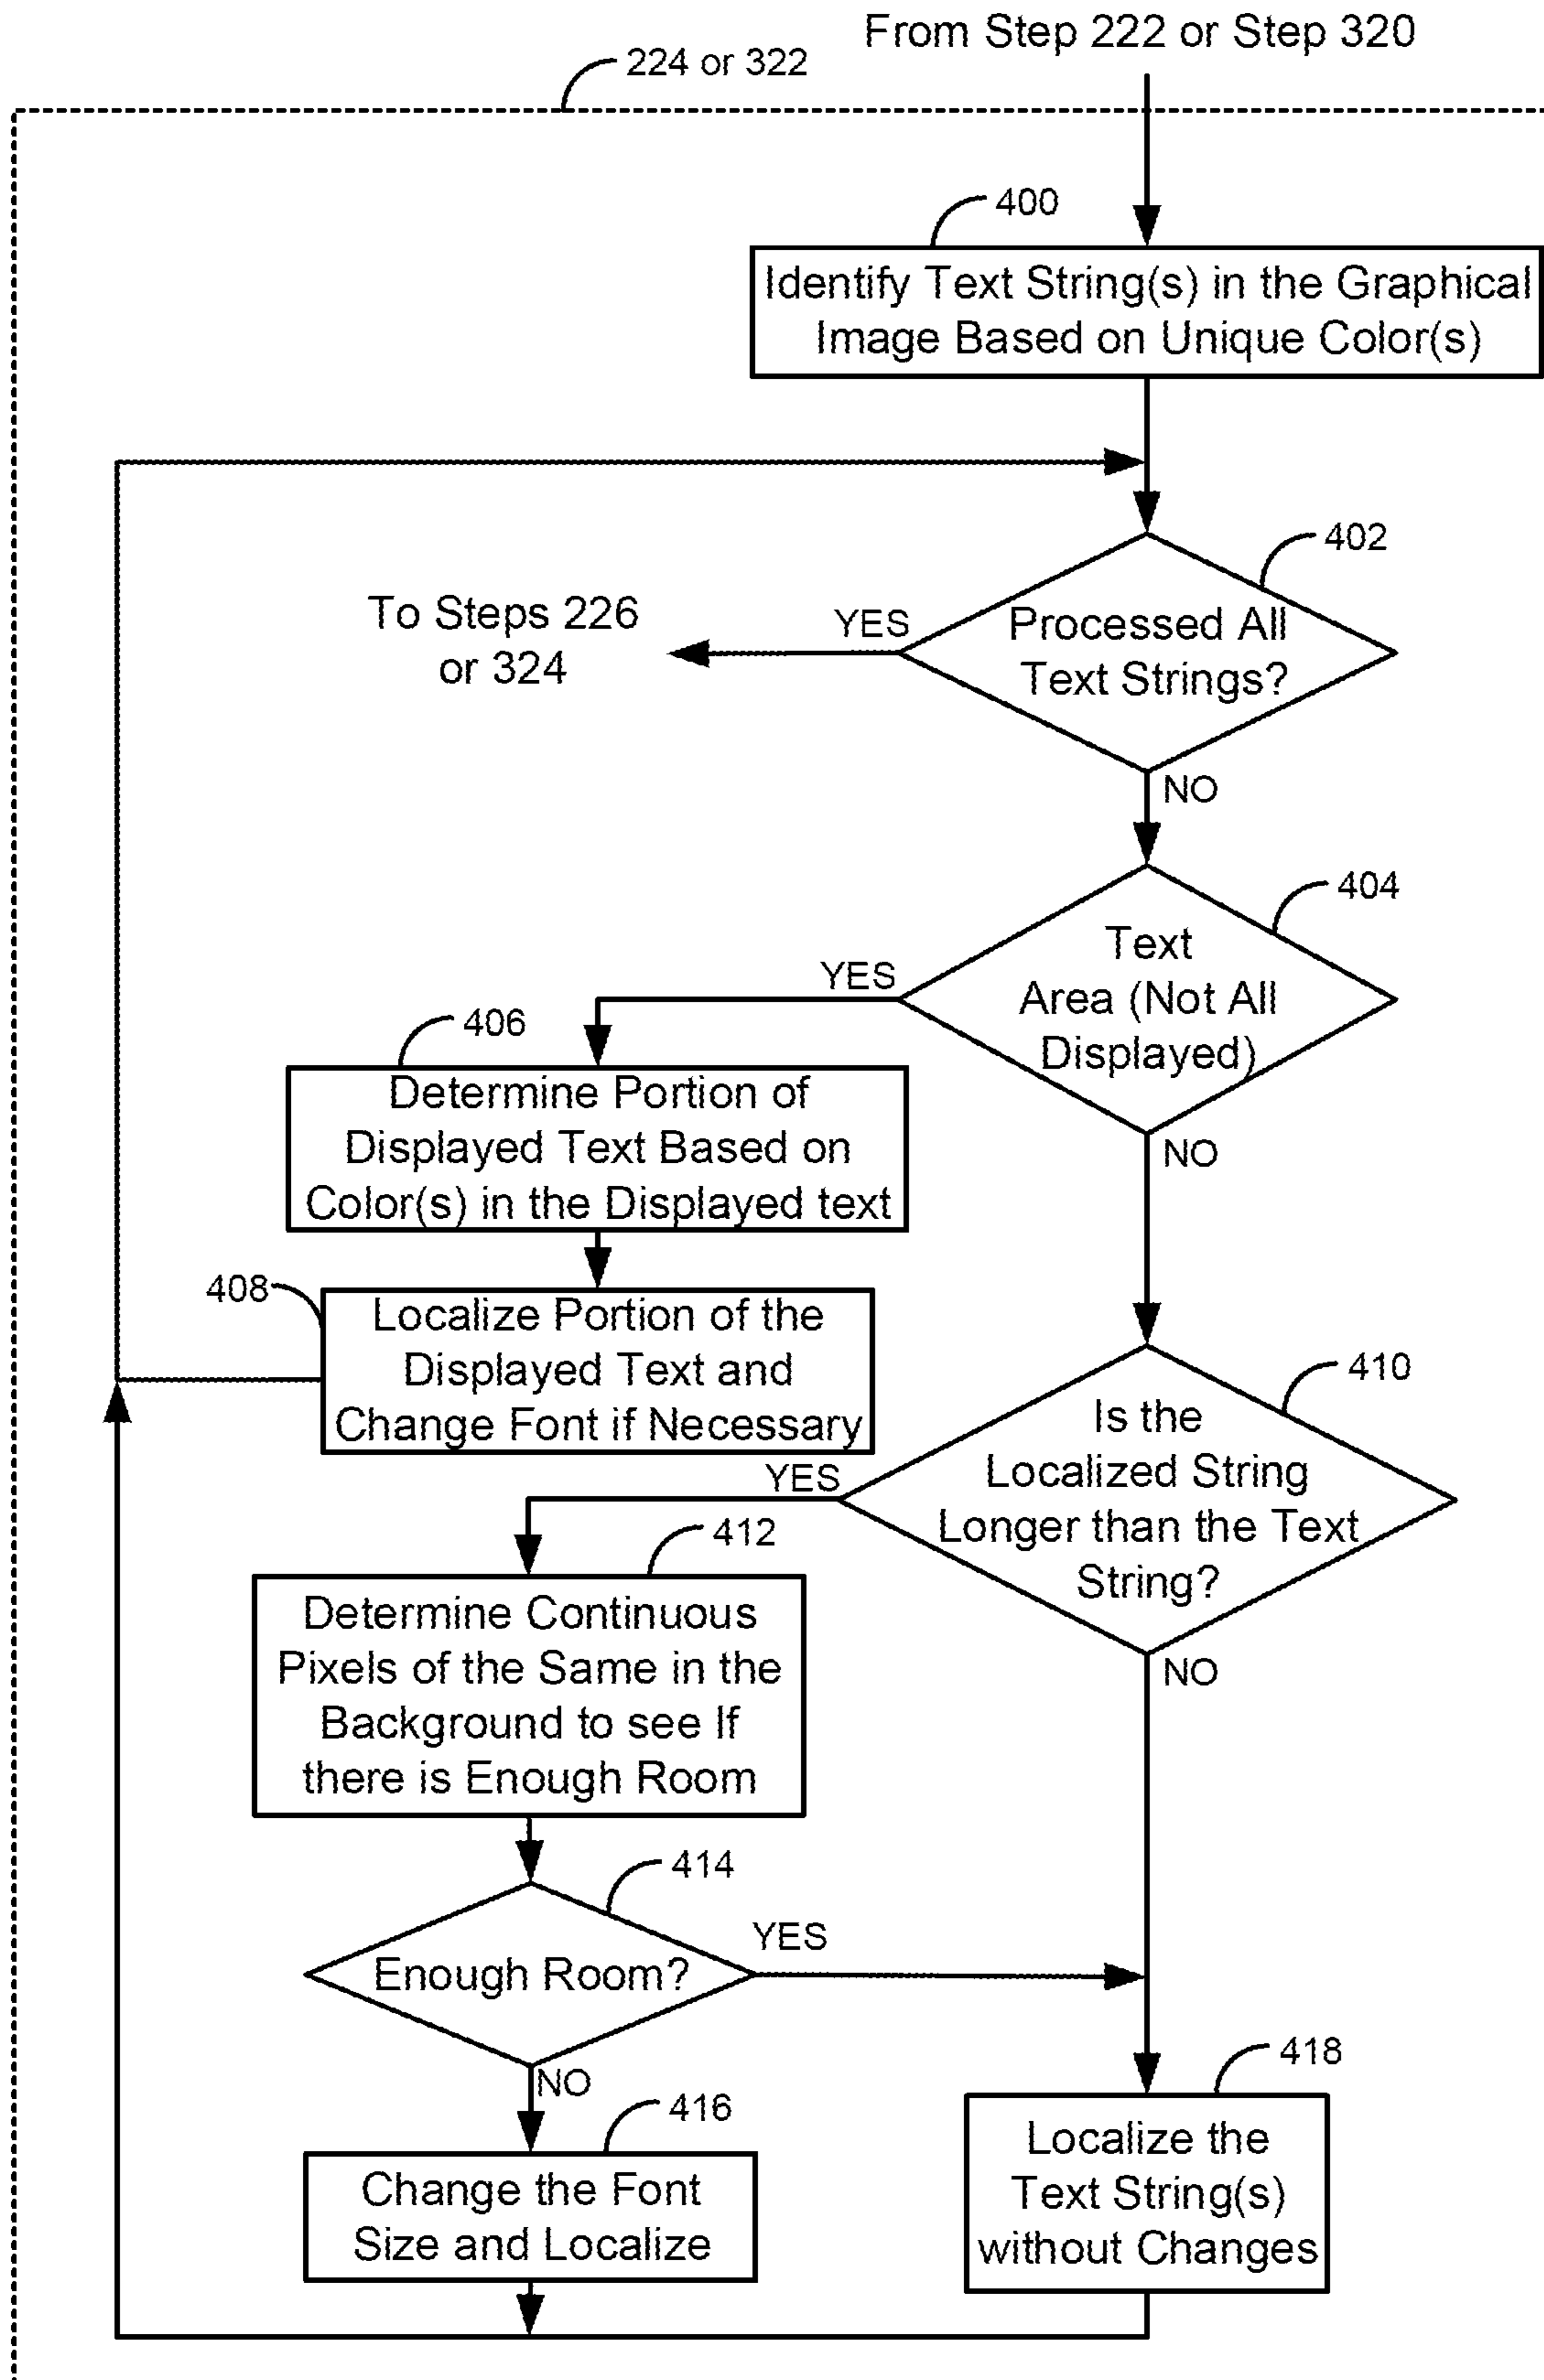 From Step 222 or Step 320
224 or 322
400
Identify Text String(s) in the Graphical
Image Based on Unique Color(s)
402
Processed All
Text Strings?
YES
To Steps 226
or 324
NO
404
Text
Area (Not All
Displayed)
YES
406
Determine Portion of
Displayed Text Based on
Color(s) in the Displayed text
NO
408
Localize Portion of the
Displayed Text and
Change Font if Necessary
410
Is the
Localized String
Longer than the Text
String?
YES
412
Determine Continuous
Pixels of the Same in the
Background to see If
there is Enough Room
NO
414
Enough Room?
YES
NO
416
Change the Font
Size and Localize
418
Localize the
Text String(s)
without Changes